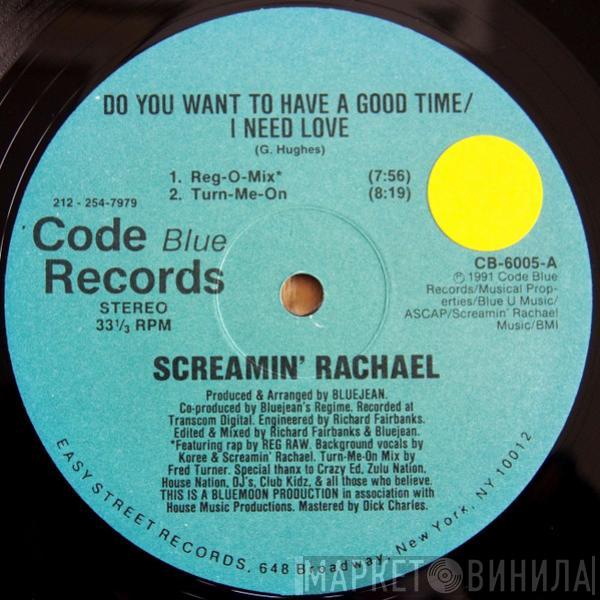 DO YOU WANT TO HAVE A GOOD TIME/
I NEED LOVE
(G. Hughes)
1. Reg-O-Mix* (7:56)
2. Turn-Me-On (8:19)
212 - 254-7979
Code Blue
Records
STEREO
33⅓ RPM
CB-6005-A
℗ 1991 Code Blue
Records/Musical Prop-
erties/Blue U Music/
ASCAP/Screamin' Rachael
Music/BMI
SCREAMIN' RACHAEL
Produced & Arranged by BLUEJEAN.
Co-produced by Bluejean's Regime. Recorded at
Transcom Digital. Engineered by Richard Fairbanks.
Edited & Mixed by Richard Fairbanks & Bluejean.
*Featuring rap by REG RAW. Background vocals by
Koree & Screamin' Rachael. Turn-Me-On Mix by
Fred Turner. Special thanx to Crazy Ed, Zulu Nation,
House Nation, DJ's, Club Kidz, & all those who believe.
THIS IS A BLUEMOON PRODUCTION in association with
House Music Productions. Mastered by Dick Charles.
EASY STREET RECORDS, 648 Broadway, New York, NY 10012
МАРКЕТ ВИНИЛА